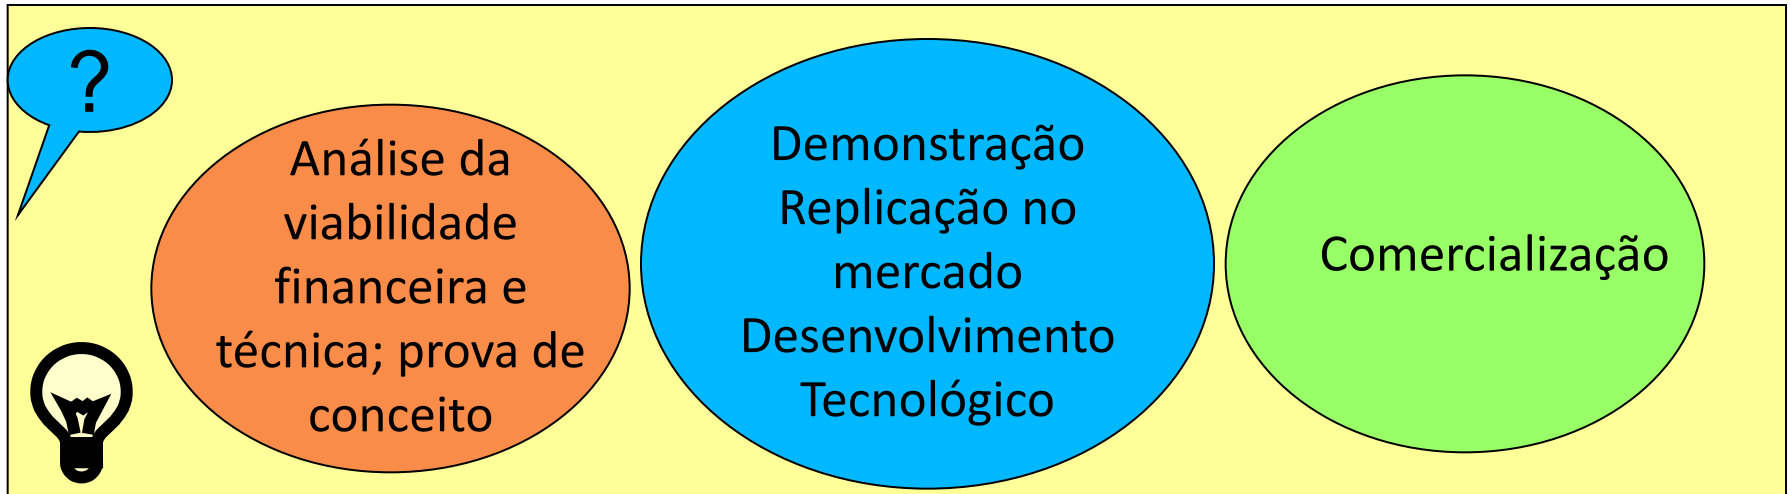 ?
Análise da
viabilidade
financeira e
técnica; prova de
conceito
Demonstração
Replicação no
mercado
Desenvolvimento
Tecnológico
Comercialização